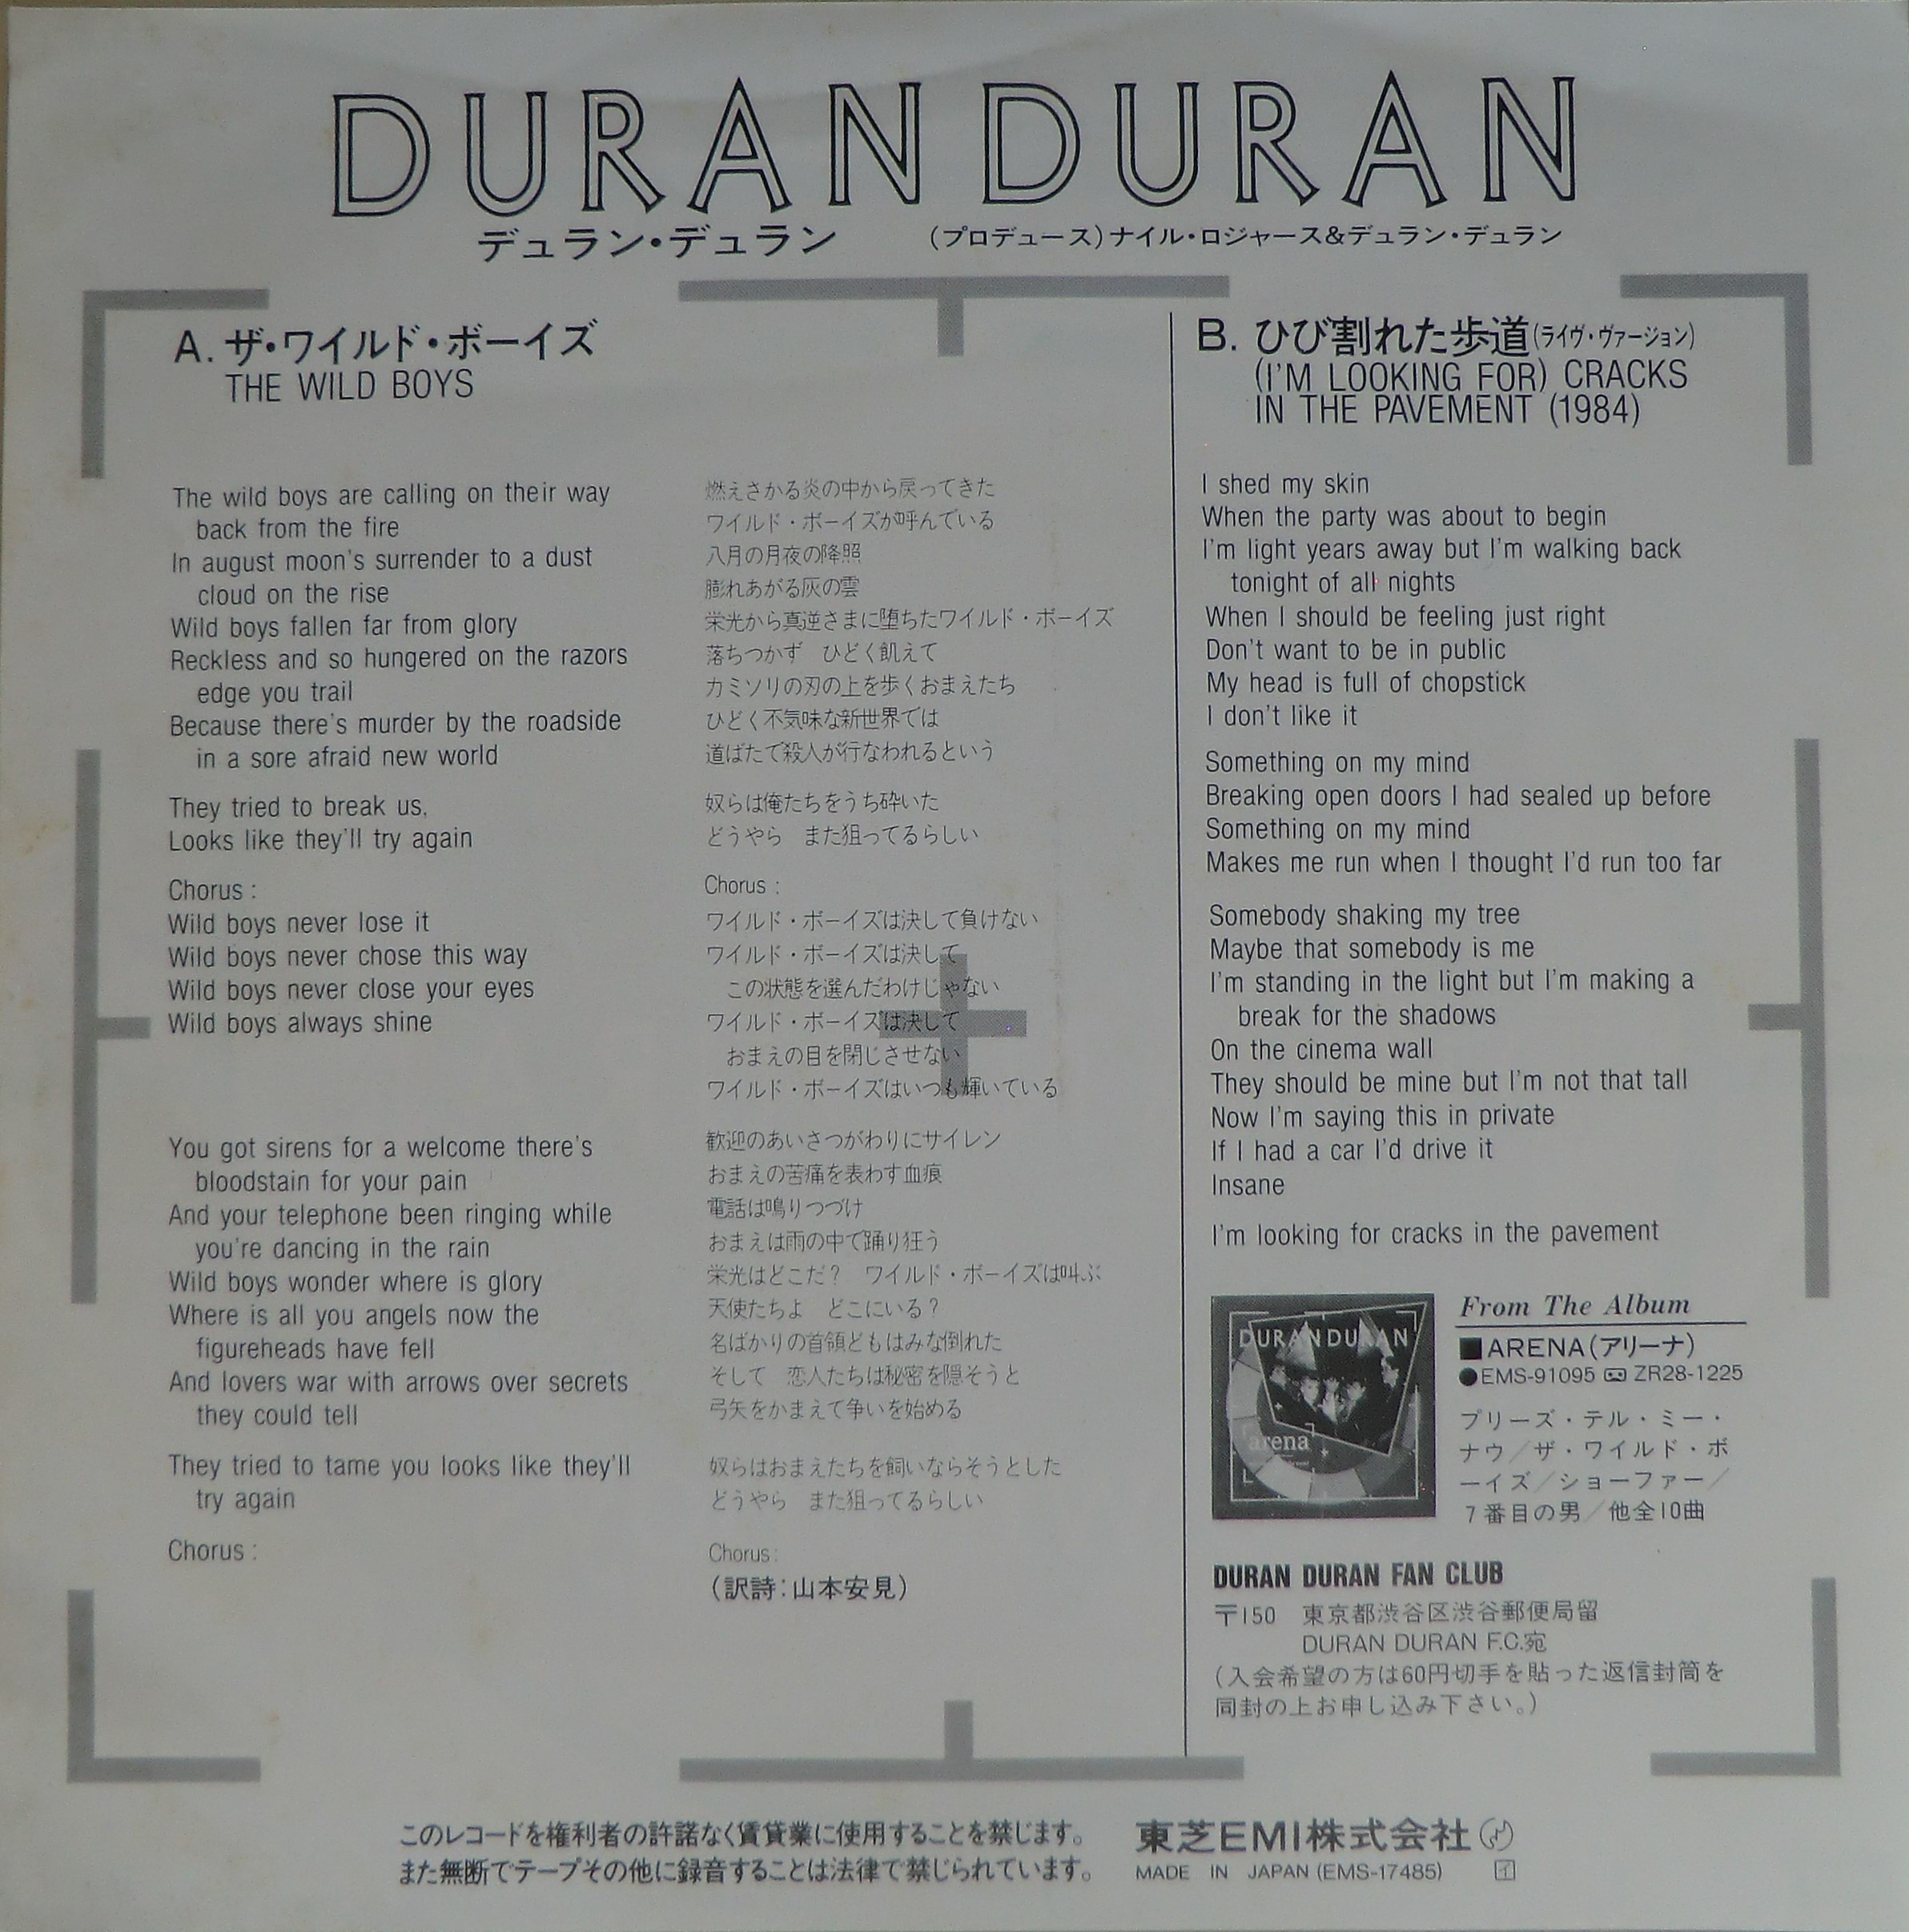 DURAN DURAN
デュラン・デュラン (プロデュース)ナイル・ロジャース&デュラン・デュラン
A. ザ・ワイルド・ボーイズ
THE WILD BOYS
The wild boys are calling on their way
back from the fire
In august moon's surrender to a dust
cloud on the rise
Wild boys fallen far from glory
Reckless and so hungered on the razors
edge you trail
Because there's murder by the roadside
in a sore afraid new world
They tried to break us,
Looks like they'll try again
Chorus :
Wild boys never lose it
Wild boys never chose this way
Wild boys never close your eyes
Wild boys always shine
You got sirens for a welcome there's
bloodstain for your pain
And your telephone been ringing while
you're dancing in the rain
Wild boys wonder where is glory
Where is all you angels now the
figureheads have fell
And lovers war with arrows over secrets
they could tell
They tried to tame you looks like they'll
try again
Chorus :
燃えさかる炎の中から戻ってきた
ワイルド・ボーイズが呼んでいる
八月の月夜の降照
膨れあがる灰の雲
栄光から真逆さまに堕ちたワイルド・ボーイズ
落ちつかず ひどく飢えて
カミソリの刃の上を歩くおまえたち
ひどく不気味な新世界では
道ばたで殺人が行なわれるという
奴らは俺たちをうち砕いた
どうやら また狙ってるらしい
Chorus :
ワイルド・ボーイズは決して負けない
ワイルド・ボーイズは決して
この状態を選んだわけじゃない
ワイルド・ボーイズは決して
おまえの目を閉じさせない
ワイルド・ボーイズはいつも輝いている
歓迎のあいさつがわりにサイレン
おまえの苦痛を表わす血痕
電話は鳴りつづけ
おまえは雨の中で踊り狂う
栄光はどこだ? ワイルド・ボーイズは叫ぶ
天使たちよ どこにいる?
名ばかりの首領どもはみな倒れた
そして 恋人たちは秘密を隠そうと
弓矢をかまえて争いを始める
奴らはおまえたちを飼いならそうとした
どうやら また狙ってるらしい
Chorus :
(訳詩:山本安見)
B. ひび割れた歩道(ライヴ・ヴァージョン)
(I'M LOOKING FOR) CRACKS
IN THE PAVEMENT (1984)
I shed my skin
When the party was about to begin
I'm light years away but I'm walking back
tonight of all nights
When I should be feeling just right
Don't want to be in public
My head is full of chopstick
I don't like it
Something on my mind
Breaking open doors I had sealed up before
Something on my mind
Makes me run when I thought I'd run too far
Somebody shaking my tree
Maybe that somebody is me
I'm standing in the light but I'm making a
break for the shadows
On the cinema wall
They should be mine but I'm not that tall
Now I'm saying this in private
If I had a car I'd drive it
Insane
I'm looking for cracks in the pavement
DURAN DURAN
arena
From The Album
■ARENA(アリーナ)
●EMS-91095 ZR28-1225
プリーズ・テル・ミー・
ナウ/ザ・ワイルド・ボ
ーイズ/ショーファー/
7番目の男/他全10曲
DURAN DURAN FAN CLUB
〒150 東京都渋谷区渋谷郵便局留
DURAN DURAN F.C.宛
(入会希望の方は60円切手を貼った返信封筒を
同封の上お申し込み下さい。)
このレコードを権利者の許諾なく賃貸業に使用することを禁じます。
また無断でテープその他に録音することは法律で禁じられています。
東芝EMI株式会社
MADE IN JAPAN (EMS-17485) イ